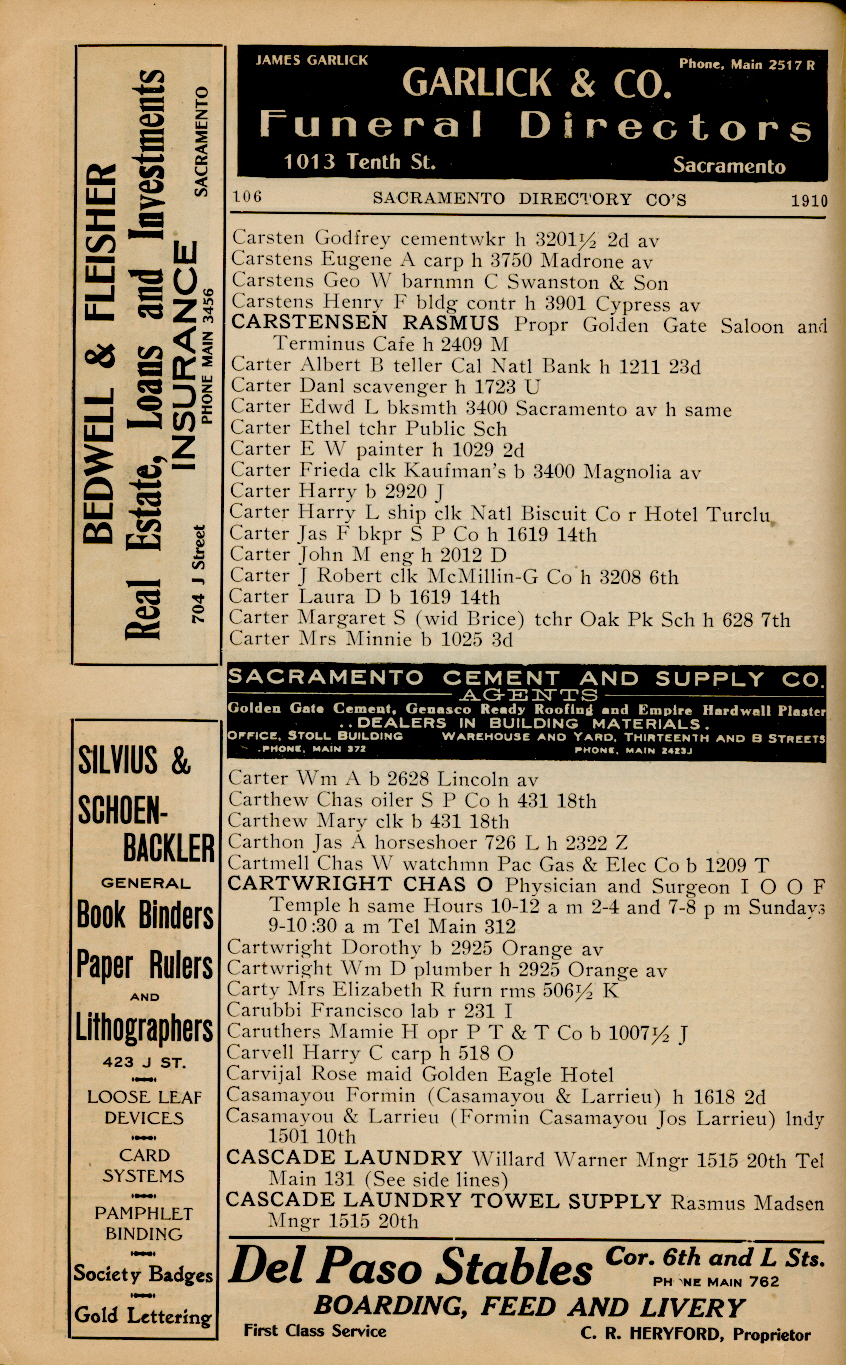 JAMES GARLICK
Phone, Main 2517 R
GARLICK & CO.
Funeral Directors
1013 Tenth St.
Sacramento
106 SACRAMENTO DIRECTORY CO'S 1910
Carsten Godfrey cementwkr h 3201½ 2d av
Carstens Eugene A carp h 3750 Madrone av
Carstens Geo W barnmn C Swanston & Son
Carstens Henry F bldg contr h 3901 Cypress av
CARSTENSEN RASMUS Propr Golden Gate Saloon and
Terminus Cafe h 2409 M
Carter Albert B teller Cal Natl Bank h 1211 23d
Carter Danl scavenger h 1723 U
Carter Edwd L bksmth 3400 Sacramento av h same
Carter Ethel tchr Public Sch
Carter E W painter h 1029 2d
Carter Frieda clk Kaufman's b 3400 Magnolia av
Carter Harry b 2920 J
Carter Harry L ship clk Natl Biscuit Co r Hotel Turclu
Carter Jas F bkpr S P Co h 1619 14th
Carter John M eng h 2012 D
Carter J Robert clk McMillin-G Co h 3208 6th
Carter Laura D b 1619 14th
Carter Margaret S (wid Brice) tchr Oak Pk Sch h 628 7th
Carter Mrs Minnie b 1025 3d
SACRAMENTO CEMENT AND SUPPLY CO.
AGENTS
Golden Gate Cement, Genasco Ready Roofing and Empire Hardwall Plaster
..DEALERS IN BUILDING MATERIALS.
OFFICE, STOLL BUILDING WAREHOUSE AND YARD, THIRTEENTH AND B STREETS
.PHONE, MAIN 372 PHONE, MAIN 2423J
Carter Wm A b 2628 Lincoln av
Carthew Chas oiler S P Co h 431 18th
Carthew Mary clk b 431 18th
Carthon Jas A horseshoer 726 L h 2322 Z
Cartmell Chas W watchmn Pac Gas & Elec Co b 1209 T
CARTWRIGHT CHAS O Physician and Surgeon I O O F
Temple h same Hours 10-12 a m 2-4 and 7-8 p m Sundays
9-10:30 a m Tel Main 312
Cartwright Dorothy b 2925 Orange av
Cartwright Wm D plumber h 2925 Orange av
Carty Mrs Elizabeth R furn rms 506½ K
Carubbi Francisco lab r 231 I
Caruthers Mamie H opr P T & T Co b 1007½ J
Carvell Harry C carp h 518 O
Carvijal Rose maid Golden Eagle Hotel
Casamayou Formin (Casamayou & Larrieu) h 1618 2d
Casamayou & Larrieu (Formin Casamayou Jos Larrieu) lndy
1501 10th
CASCADE LAUNDRY Willard Warner Mngr 1515 20th Tel
Main 131 (See side lines)
CASCADE LAUNDRY TOWEL SUPPLY Rasmus Madsen
Mngr 1515 20th
Del Paso Stables Cor. 6th and L Sts.
PH NE MAIN 762
BOARDING, FEED AND LIVERY
First Class Service C. R. HERYFORD, Proprietor
BEDWELL & FLEISHER
Real Estate, Loans and Investments
INSURANCE
704 J Street PHONE MAIN 3456 SACRAMENTO
SILVIUS &
SCHOEN-
BACKLER
GENERAL
Book Binders
Paper Rulers
AND
Lithographers
423 J ST.
LOOSE LEAF
DEVICES
CARD
SYSTEMS
PAMPHLET
BINDING
Society Badges
Gold Lettering